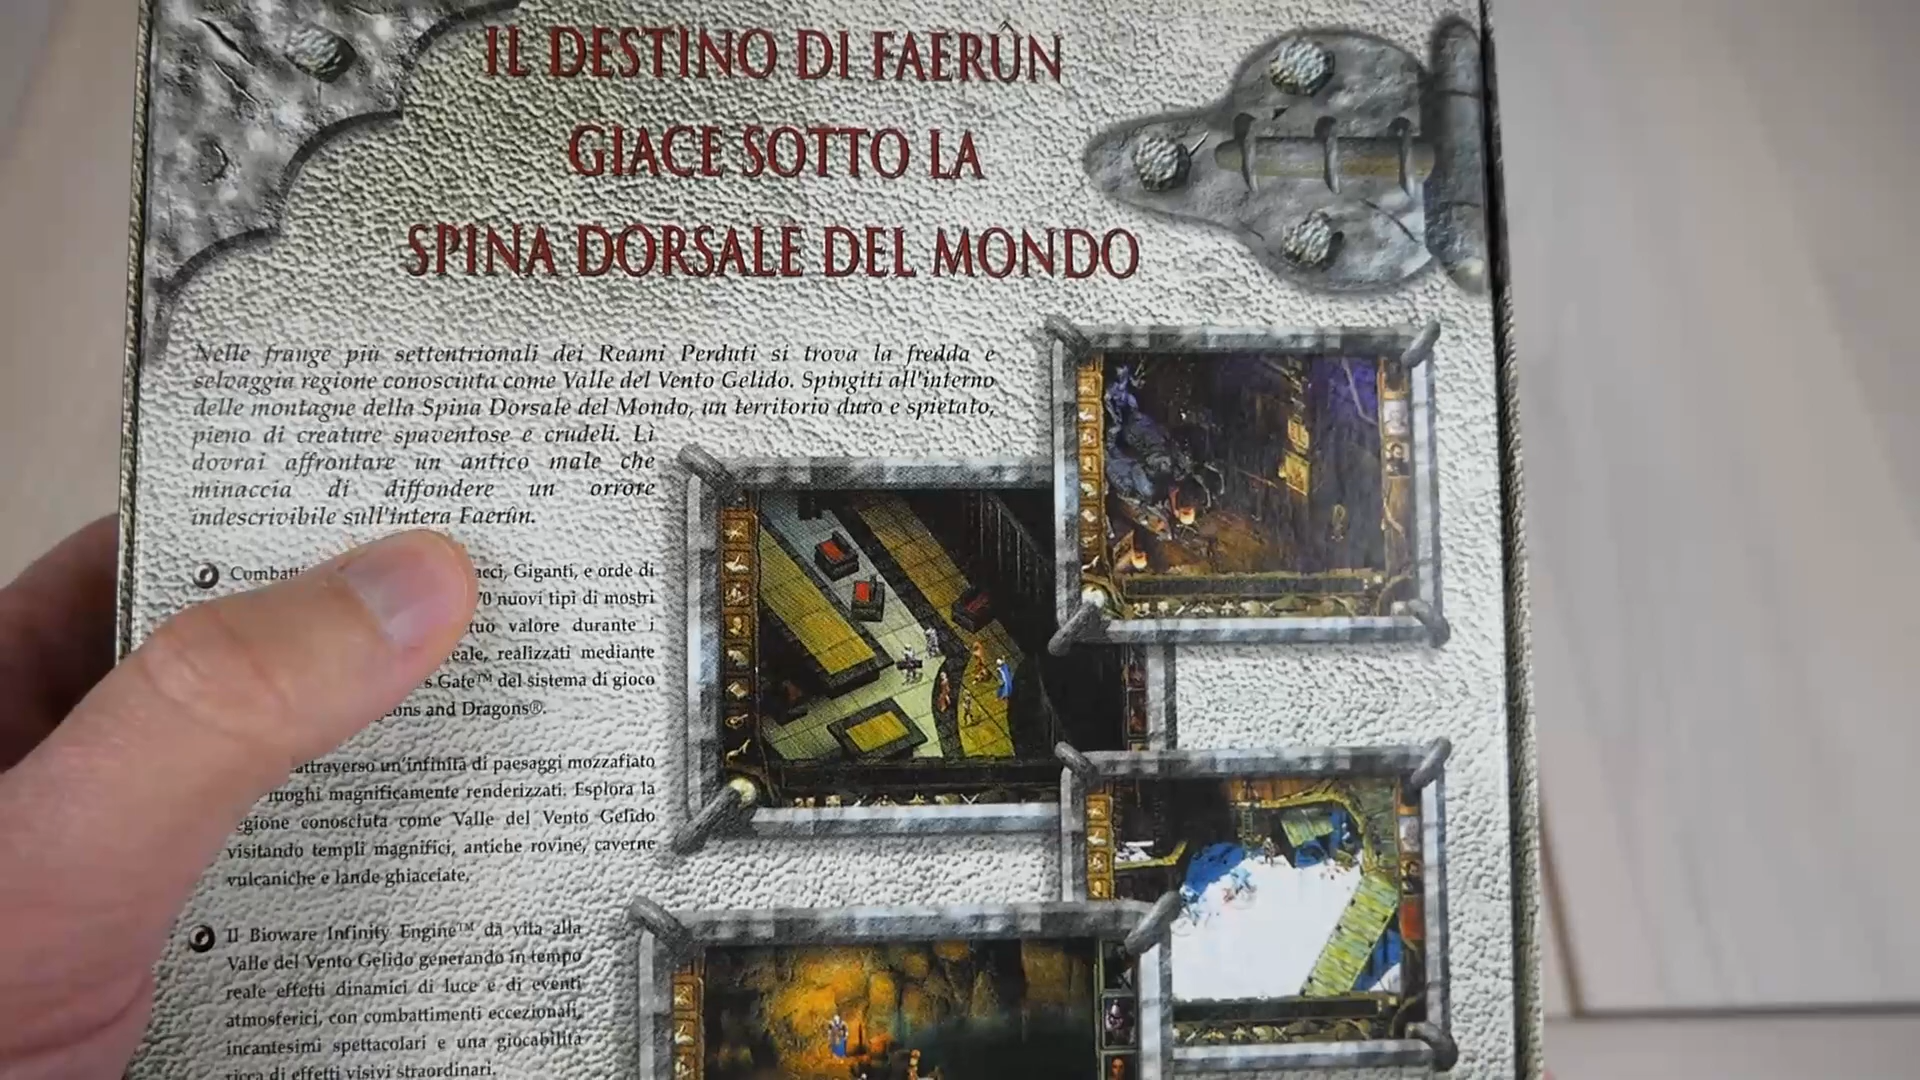 IL DESTINO DI FAERÛN
GIACE SOTTO LA
SPINA DORSALE DEL MONDO
Nelle frange più settentrionali dei Reami Perduti si trova la fredda e
selvaggia regione conosciuta come Valle del Vento Gelido. Spingiti all'interno
delle montagne della Spina Dorsale del Mondo, un territorio duro e spietato,
pieno di creature spaventose e crudeli. Lì
dovrai affrontare un antico male che
minaccia di diffondere un orrore
indescrivibile sull'intera Faerûn.
Giganti, e orde di
70 nuovi tipi di mostri
tuo valore durante i
realizzati mediante
Gate™ del sistema di gioco
and Dragons®.
attraverso un'infinità di paesaggi mozzafiato
luoghi magnificamente renderizzati. Esplora la
conosciuta come Valle del Vento Gelido
visitando templi magnifici, antiche rovine, caverne
vulcaniche e lande ghiacciate.
Il Bioware Infinity Engine™ dà vita alla
Valle del Vento Gelido generando in tempo
reale effetti dinamici di luce e di eventi
atmosferici, con combattimenti eccezionali,
incantesimi spettacolari e una giocabilità
ricca di effetti visivi straordinari.